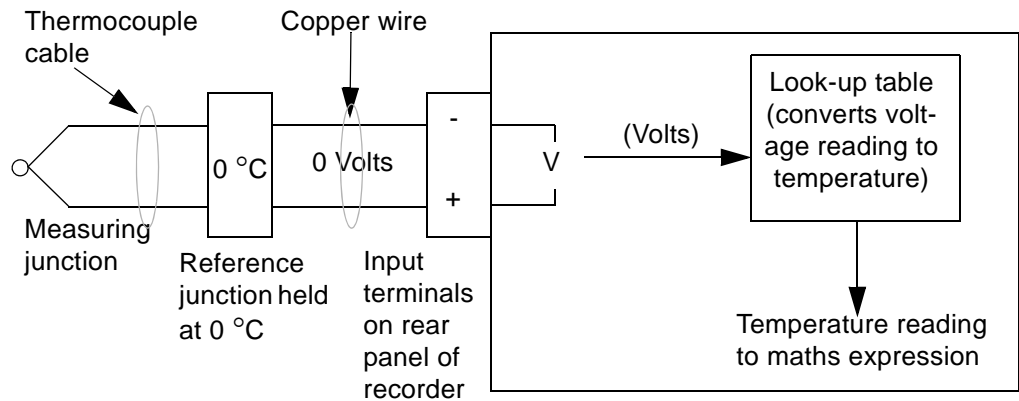 Thermocouple
cable
Copper wire
Look-up table
(converts volt-
age reading to
temperature)
-
(Volts)
0 °C
0 Volts
V
+
Measuring
junction
Reference
junction held
at 0 °C
Input
terminals
on rear
panel of
recorder
Temperature reading
to maths expression